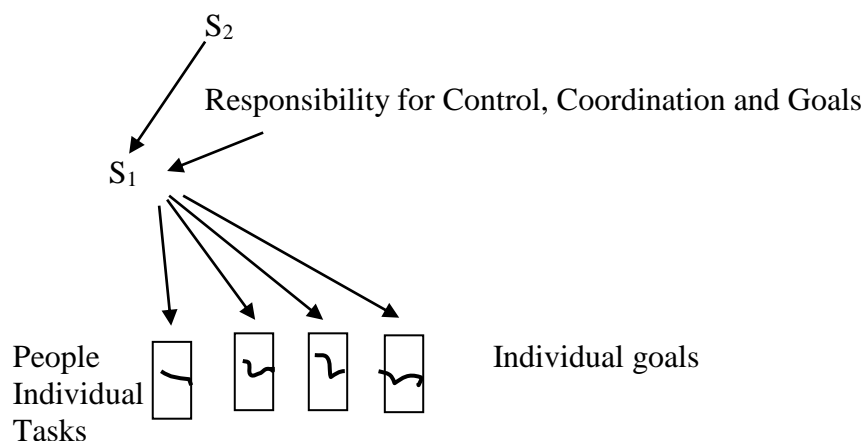 S₂
Responsibility for Control, Coordination and Goals
S₁
People
Individual
Tasks
Individual goals